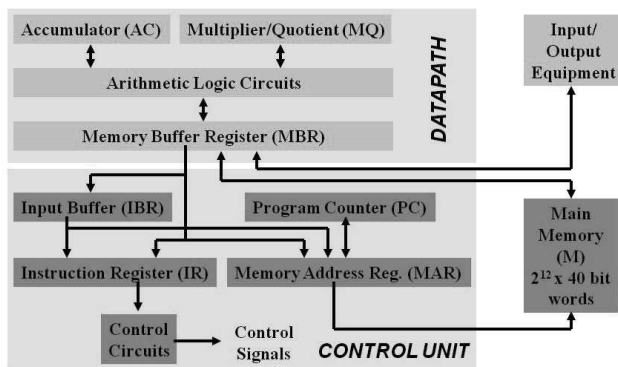 Accumulator (AC)
Multiplier/Quotient (MQ)
Arithmetic Logic Circuits
Memory Buffer Register (MBR)
DATAPATH
Input/
Output
Equipment
Input Buffer (IBR)
Program Counter (PC)
Instruction Register (IR)
Memory Address Reg. (MAR)
Main
Memory
(M)
2¹² x 40 bit
words
Control
Circuits
Control
Signals
CONTROL UNIT